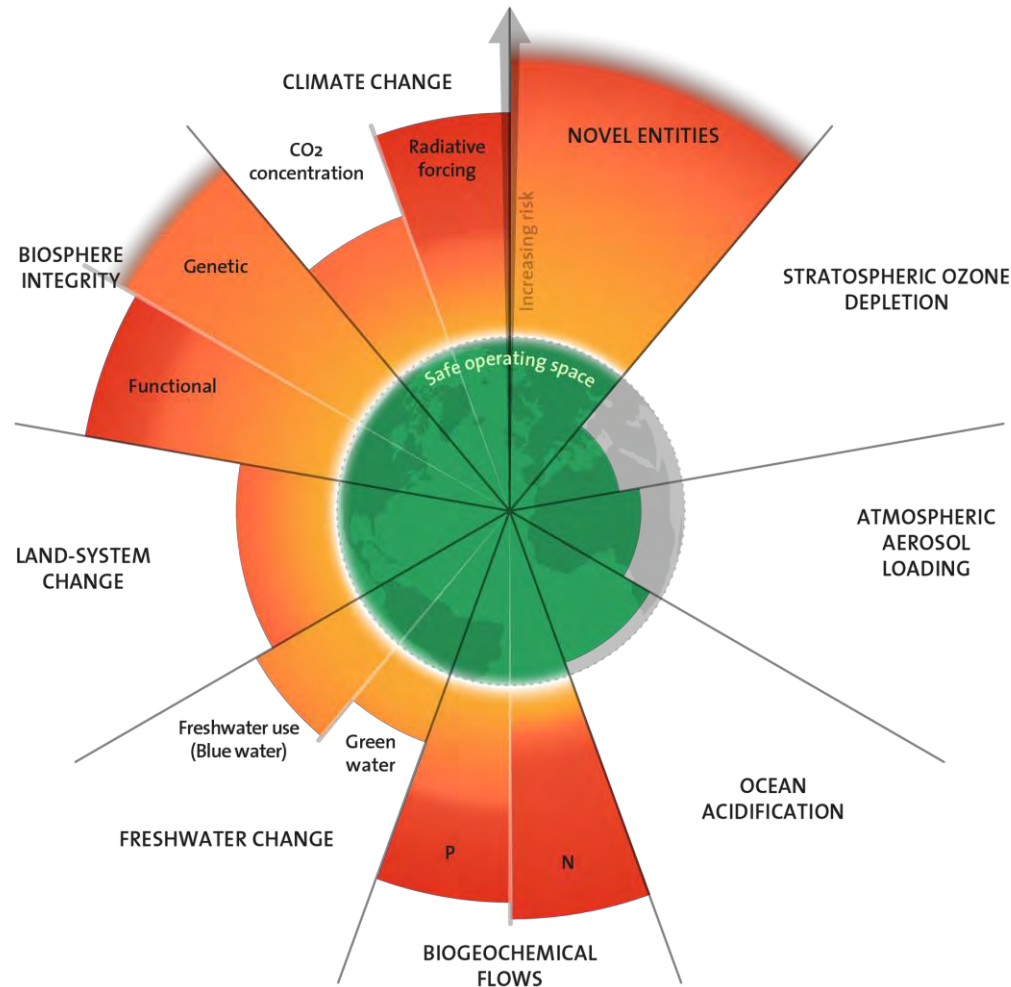 CLIMATE CHANGE
CO2
concentration
Radiative
forcing
NOVEL ENTITIES
Increasing risk
STRATOSPHERIC OZONE
DEPLETION
BIOSPHERE
INTEGRITY
Genetic
Functional
Safe operating space
ATMOSPHERIC
AEROSOL
LOADING
LAND-SYSTEM
CHANGE
Freshwater use
(Blue water)
Green
water
FRESHWATER CHANGE
P
N
OCEAN
ACIDIFICATION
BIOGEOCHEMICAL
FLOWS